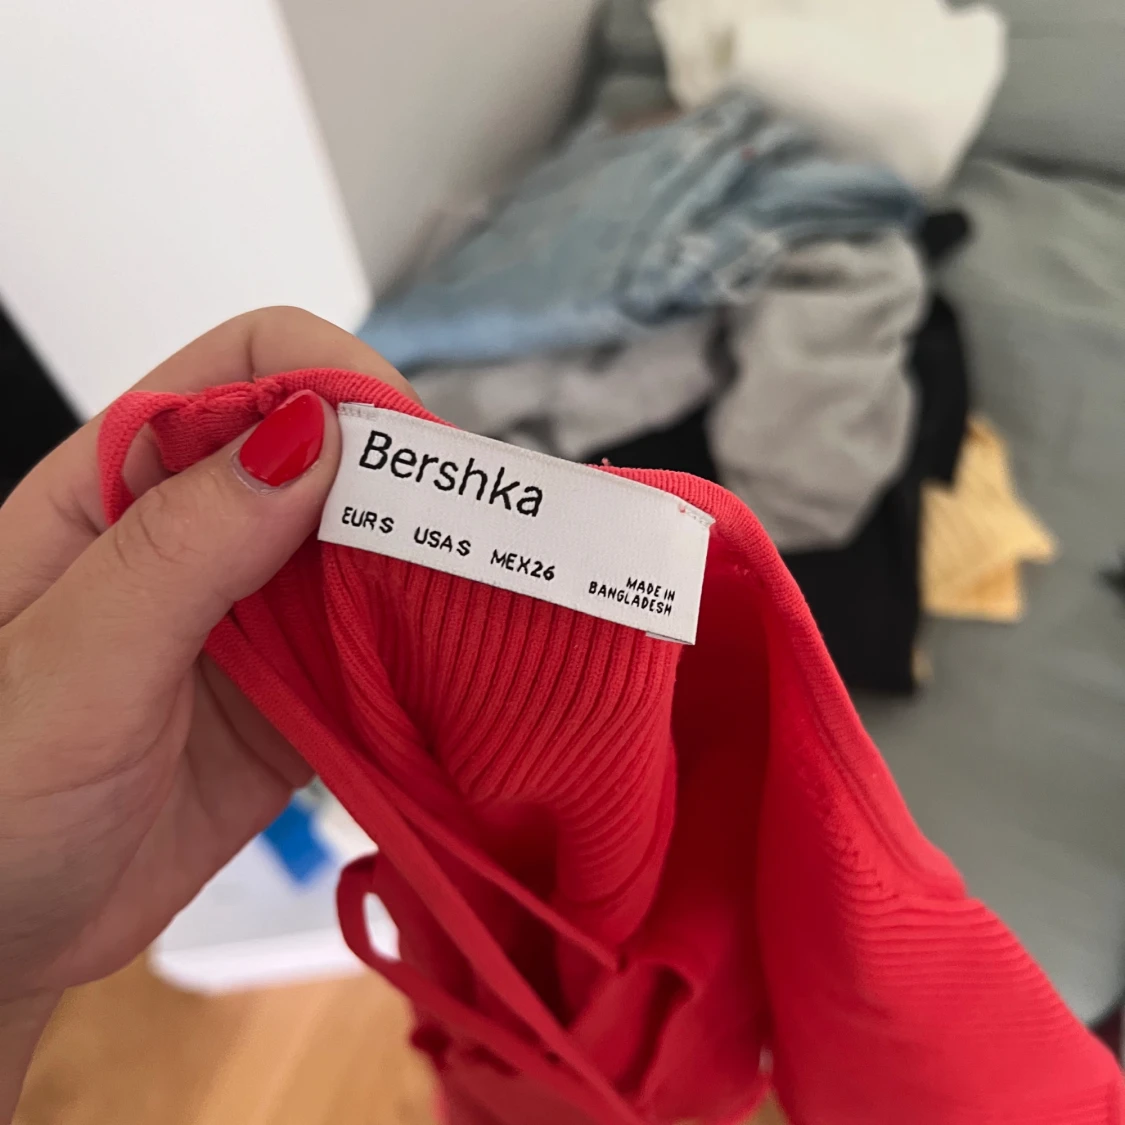 Bershka
EUR S USA S MEX 26
MADE IN
BANGLADESH